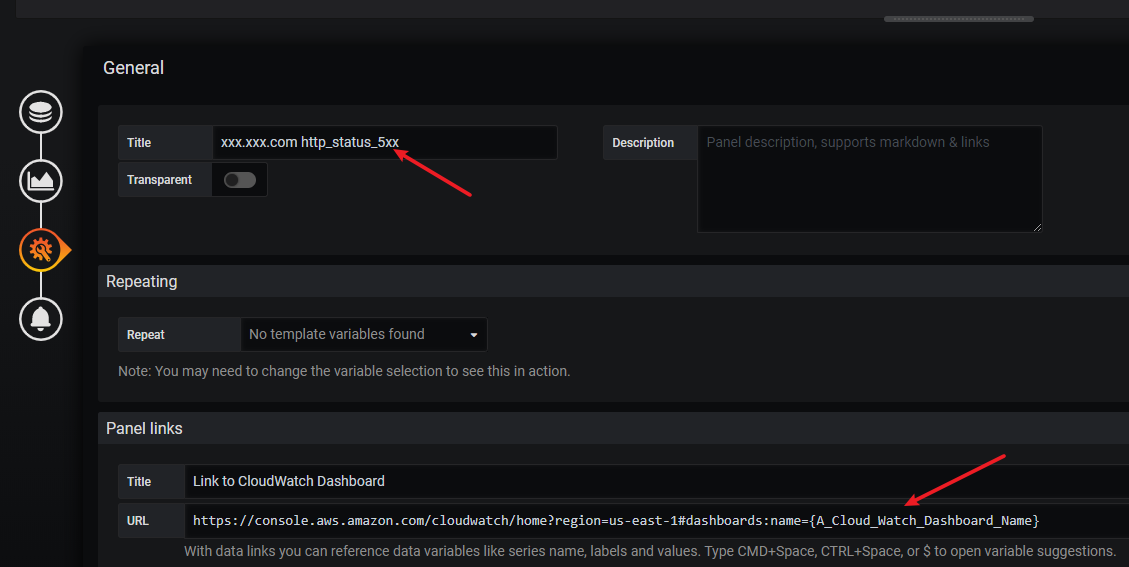 General
Title xxx.xxx.com http_status_5xx
Description Panel description, supports markdown & links
Transparent
Repeating
Repeat No template variables found
Note: You may need to change the variable selection to see this in action.
Panel links
Title Link to CloudWatch Dashboard
URL https://console.aws.amazon.com/cloudwatch/home?region=us-east-1#dashboards:name={A_Cloud_Watch_Dashboard_Name}
With data links you can reference data variables like series name, labels and values. Type CMD+Space, CTRL+Space, or $ to open variable suggestions.